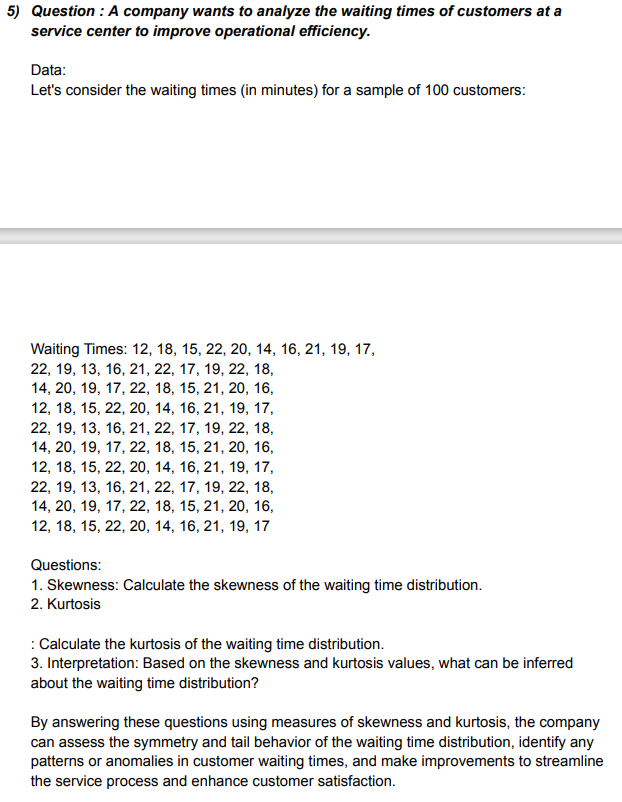 5) Question : A company wants to analyze the waiting times of customers at a
service center to improve operational efficiency.
Data:
Let's consider the waiting times (in minutes) for a sample of 100 customers:
Waiting Times: 12, 18, 15, 22, 20, 14, 16, 21, 19, 17,
22, 19, 13, 16, 21, 22, 17, 19, 22, 18,
14, 20, 19, 17, 22, 18, 15, 21, 20, 16,
12, 18, 15, 22, 20, 14, 16, 21, 19, 17,
22, 19, 13, 16, 21, 22, 17, 19, 22, 18,
14, 20, 19, 17, 22, 18, 15, 21, 20, 16,
12, 18, 15, 22, 20, 14, 16, 21, 19, 17,
22, 19, 13, 16, 21, 22, 17, 19, 22, 18,
14, 20, 19, 17, 22, 18, 15, 21, 20, 16,
12, 18, 15, 22, 20, 14, 16, 21, 19, 17
Questions:
1. Skewness: Calculate the skewness of the waiting time distribution.
2. Kurtosis
: Calculate the kurtosis of the waiting time distribution.
3. Interpretation: Based on the skewness and kurtosis values, what can be inferred
about the waiting time distribution?
By answering these questions using measures of skewness and kurtosis, the company
can assess the symmetry and tail behavior of the waiting time distribution, identify any
patterns or anomalies in customer waiting times, and make improvements to streamline
the service process and enhance customer satisfaction.